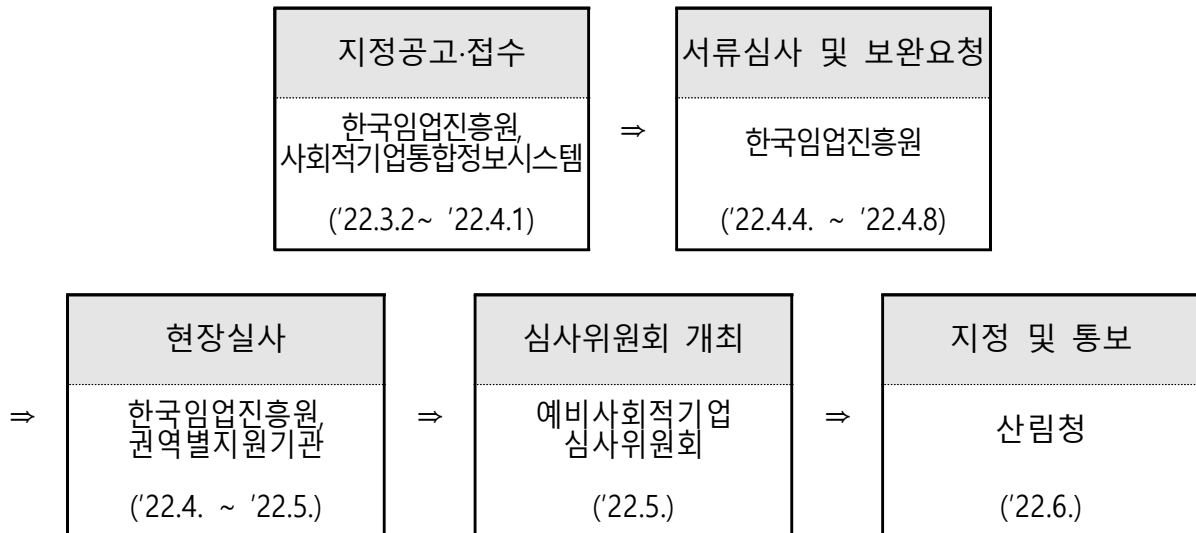 지정공고·접수
한국임업진흥원,
사회적기업통합정보시스템
('22.3.2~ '22.4.1)
⇒
서류심사 및 보완요청
한국임업진흥원
('22.4.4. ~ '22.4.8)
⇒
현장실사
한국임업진흥원,
권역별지원기관
('22.4. ~ '22.5.)
⇒
심사위원회 개최
예비사회적기업
심사위원회
('22.5.)
⇒
지정 및 통보
산림청
('22.6.)